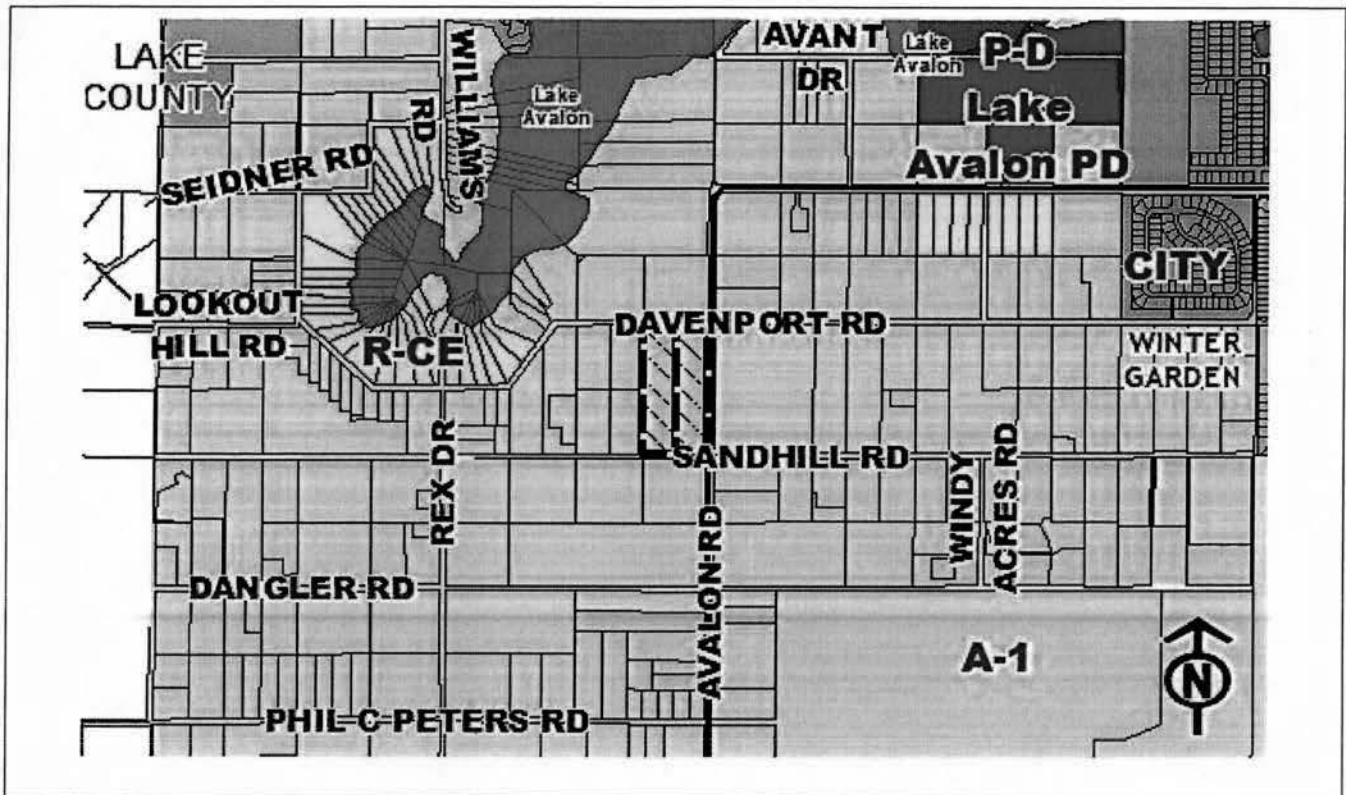 LAKE
COUNTY
WILLIAMS
RD
Lake
Avalon
AVANT
DR
Lake
Avalon
P-D
Lake
Avalon PD
SEIDNER RD
LOOKOUT
HILL RD
R-CE
DAVENPORT RD
CITY
WINTER
GARDEN
REX DR
SANDHILL RD
WINDY
ACRES RD
AVALON RD
DANGLER RD
A-1
PHIL C PETERS RD
N